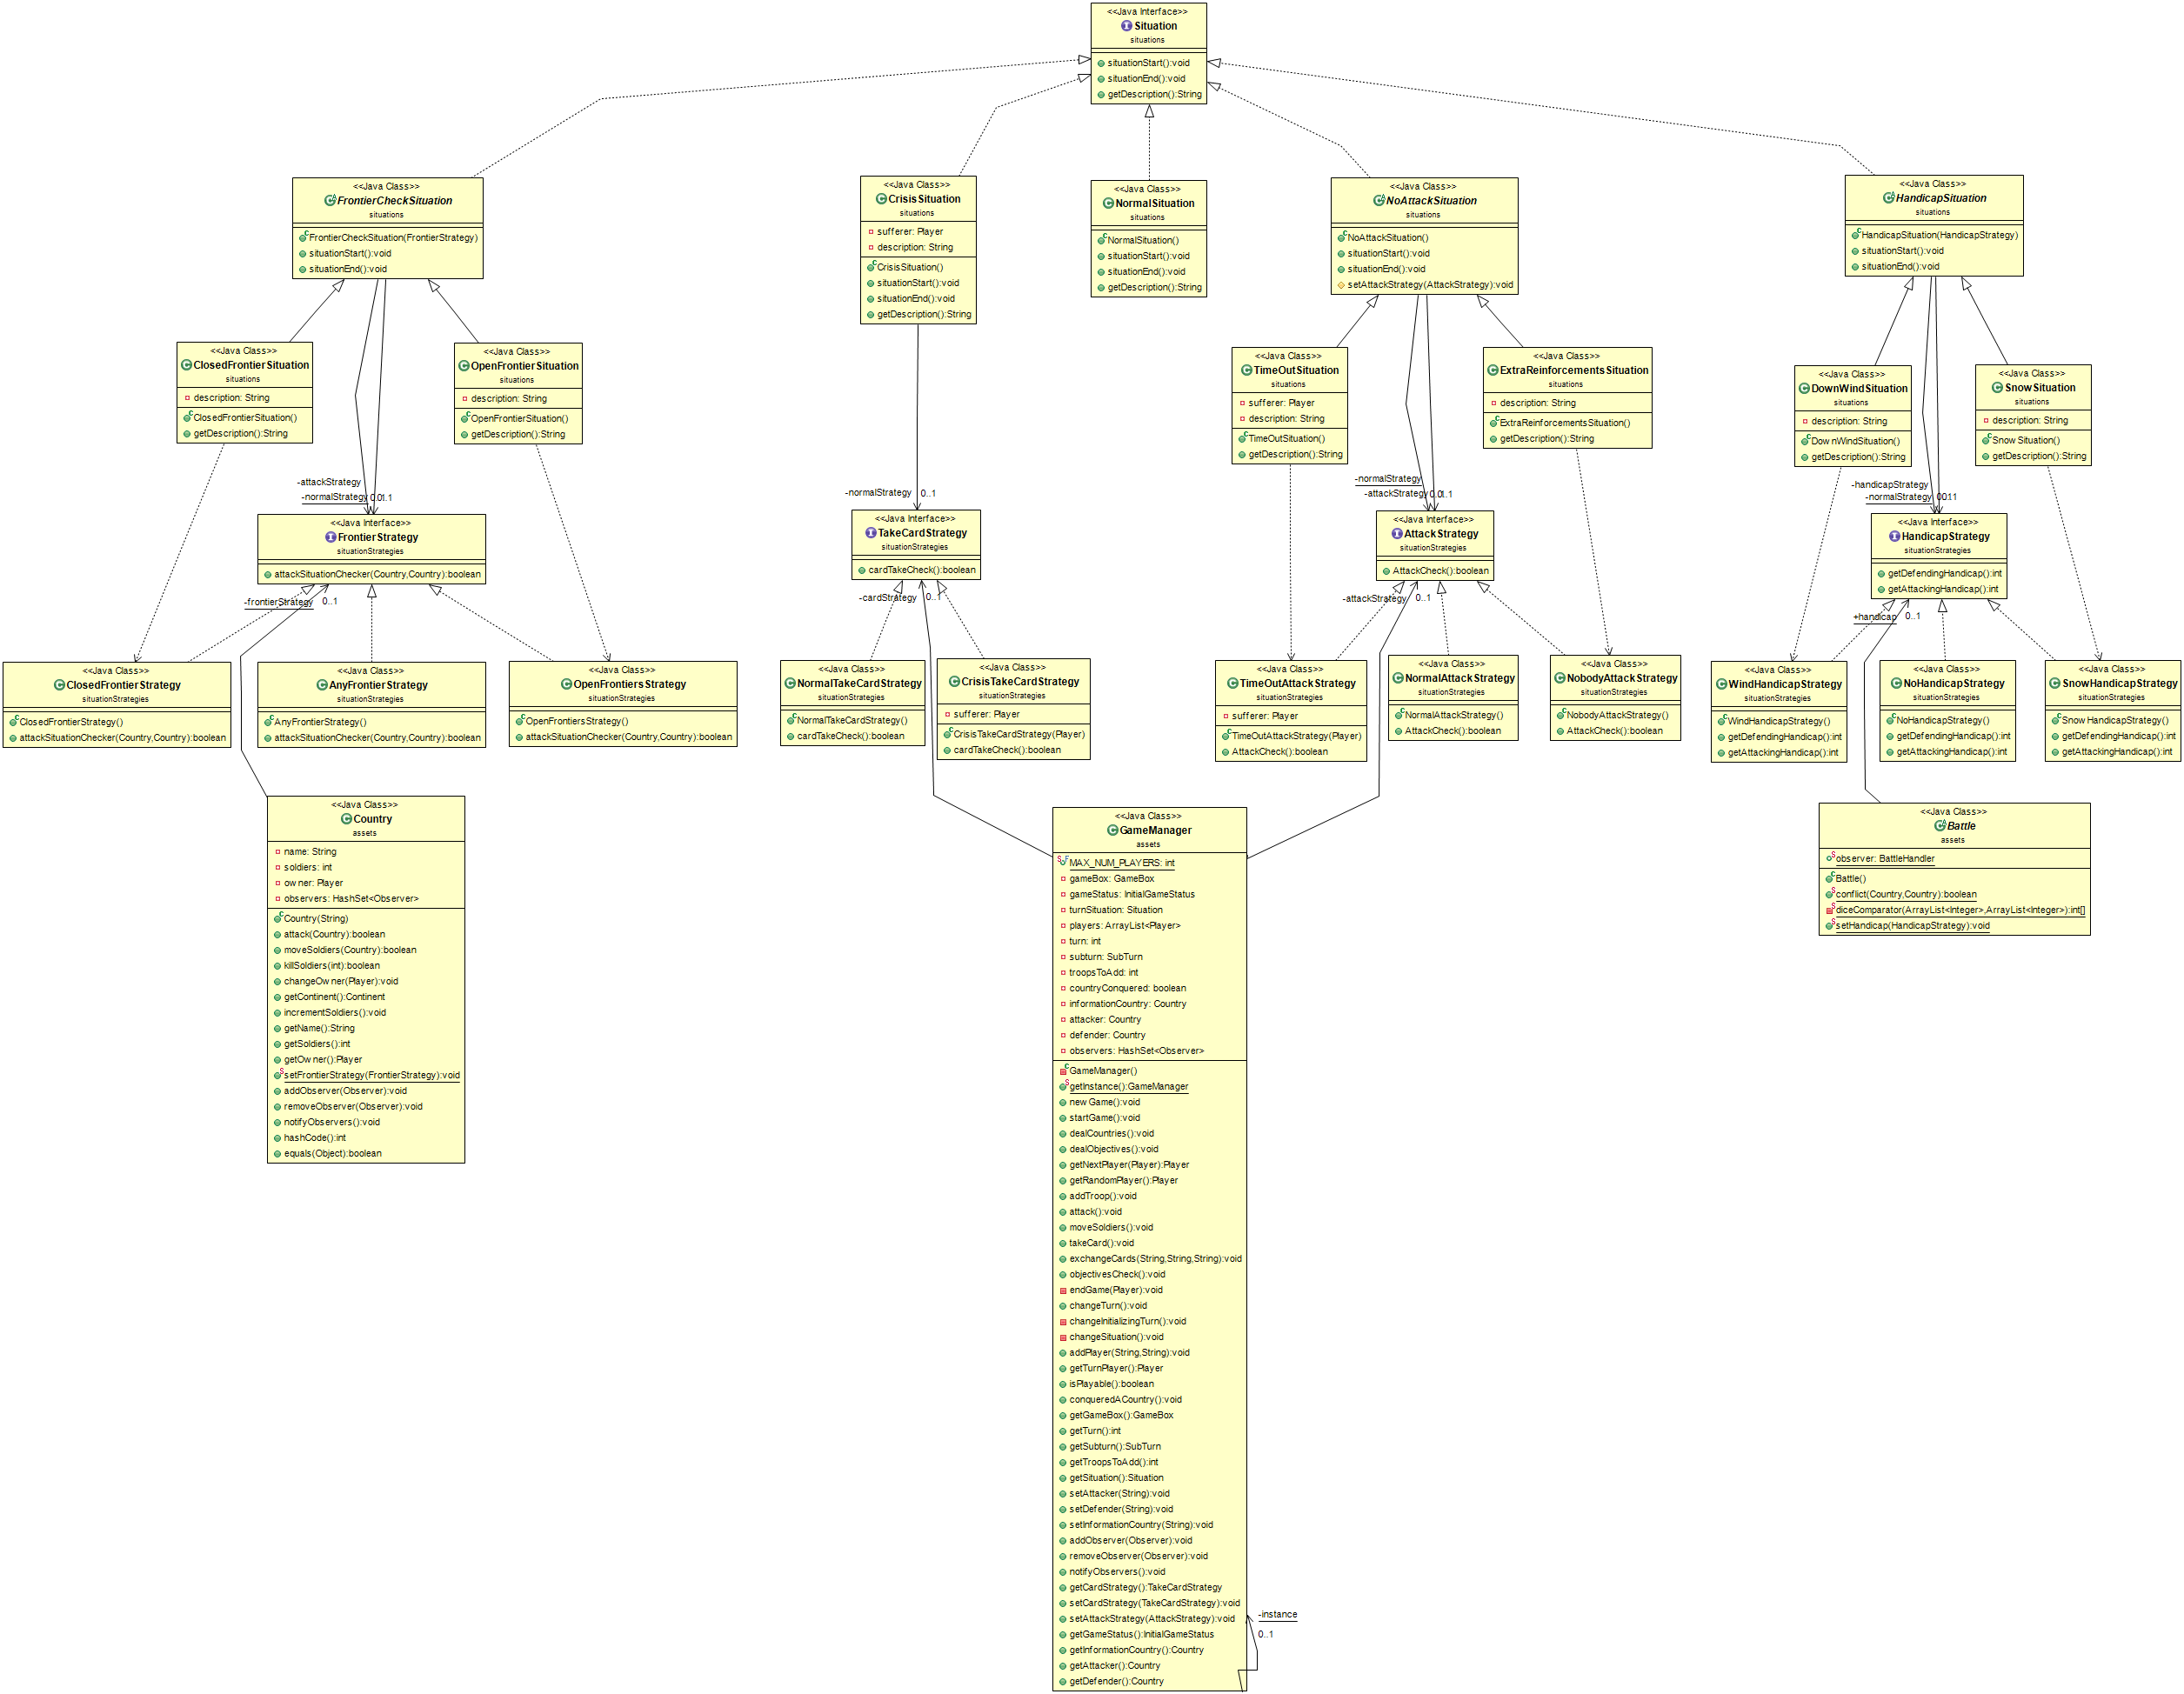 <<Java Interface>>
Situation
situations
situationStart():void
situationEnd():void
getDescription():String
<<Java Class>>
FrontierCheckSituation
situations
FrontierCheckSituation(FrontierStrategy)
situationStart():void
situationEnd():void
<<Java Class>>
CrisisSituation
situations
sufferer: Player
description: String
CrisisSituation()
situationStart():void
situationEnd():void
getDescription():String
<<Java Class>>
NormalSituation
situations
NormalSituation()
situationStart():void
situationEnd():void
getDescription():String
<<Java Class>>
NoAttackSituation
situations
NoAttackSituation()
situationStart():void
situationEnd():void
setAttackStrategy(AttackStrategy):void
<<Java Class>>
HandicapSituation
situations
HandicapSituation(HandicapStrategy)
situationStart():void
situationEnd():void
<<Java Class>>
ClosedFrontierSituation
situations
description: String
ClosedFrontierSituation()
getDescription():String
<<Java Class>>
OpenFrontierSituation
situations
description: String
OpenFrontierSituation()
getDescription():String
<<Java Class>>
TimeOutSituation
situations
sufferer: Player
description: String
TimeOutSituation()
getDescription():String
<<Java Class>>
ExtraReinforcementsSituation
situations
description: String
ExtraReinforcementsSituation()
getDescription():String
<<Java Class>>
DownWindSituation
situations
description: String
DownWindSituation()
getDescription():String
<<Java Class>>
SnowSituation
situations
description: String
SnowSituation()
getDescription():String
-attackStrategy
-normalStrategy
-normalStrategy 0..1
-normalStrategy
-attackStrategy
-handicapStrategy
-normalStrategy
<<Java Interface>>
FrontierStrategy
situationStrategies
attackSituationChecker(Country,Country):boolean
<<Java Interface>>
TakeCardStrategy
situationStrategies
cardTakeCheck():boolean
<<Java Interface>>
AttackStrategy
situationStrategies
AttackCheck():boolean
<<Java Interface>>
HandicapStrategy
situationStrategies
getDefendingHandicap():int
getAttackingHandicap():int
-frontierStrategy 0..1
-cardStrategy 0..1
-attackStrategy 0..1
+handicap 0..1
<<Java Class>>
ClosedFrontierStrategy
situationStrategies
ClosedFrontierStrategy()
attackSituationChecker(Country,Country):boolean
<<Java Class>>
AnyFrontierStrategy
situationStrategies
AnyFrontierStrategy()
attackSituationChecker(Country,Country):boolean
<<Java Class>>
OpenFrontiersStrategy
situationStrategies
OpenFrontiersStrategy()
attackSituationChecker(Country,Country):boolean
<<Java Class>>
NormalTakeCardStrategy
situationStrategies
NormalTakeCardStrategy()
cardTakeCheck():boolean
<<Java Class>>
CrisisTakeCardStrategy
situationStrategies
sufferer: Player
CrisisTakeCardStrategy(Player)
cardTakeCheck():boolean
<<Java Class>>
TimeOutAttackStrategy
situationStrategies
sufferer: Player
TimeOutAttackStrategy(Player)
AttackCheck():boolean
<<Java Class>>
NormalAttackStrategy
situationStrategies
NormalAttackStrategy()
AttackCheck():boolean
<<Java Class>>
NobodyAttackStrategy
situationStrategies
NobodyAttackStrategy()
AttackCheck():boolean
<<Java Class>>
WindHandicapStrategy
situationStrategies
WindHandicapStrategy()
getDefendingHandicap():int
getAttackingHandicap():int
<<Java Class>>
NoHandicapStrategy
situationStrategies
NoHandicapStrategy()
getDefendingHandicap():int
getAttackingHandicap():int
<<Java Class>>
SnowHandicapStrategy
situationStrategies
SnowHandicapStrategy()
getDefendingHandicap():int
getAttackingHandicap():int
<<Java Class>>
Country
assets
name: String
soldiers: int
owner: Player
observers: HashSet<Observer>
Country(String)
attack(Country):boolean
moveSoldiers(Country):boolean
killSoldiers(int):boolean
changeOwner(Player):void
getContinent():Continent
incrementSoldiers():void
getName():String
getSoldiers():int
getOwner():Player
setFrontierStrategy(FrontierStrategy):void
addObserver(Observer):void
removeObserver(Observer):void
notifyObservers():void
hashCode():int
equals(Object):boolean
<<Java Class>>
GameManager
assets
MAX_NUM_PLAYERS: int
gameBox: GameBox
gameStatus: InitialGameStatus
turnSituation: Situation
players: ArrayList<Player>
turn: int
subturn: SubTurn
troopsToAdd: int
countryConquered: boolean
informationCountry: Country
attacker: Country
defender: Country
observers: HashSet<Observer>
GameManager()
getInstance():GameManager
newGame():void
startGame():void
dealCountries():void
dealObjectives():void
getNextPlayer(Player):Player
getRandomPlayer():Player
addTroop():void
attack():void
moveSoldiers():void
takeCard():void
exchangeCards(String,String,String):void
objectivesCheck():void
endGame(Player):void
changeTurn():void
changeInitializingTurn():void
changeSituation():void
addPlayer(String,String):void
getTurnPlayer():Player
isPlayable():boolean
conqueredACountry():void
getGameBox():GameBox
getTurn():int
getSubturn():SubTurn
getTroopsToAdd():int
getSituation():Situation
setAttacker(String):void
setDefender(String):void
setInformationCountry(String):void
addObserver(Observer):void
removeObserver(Observer):void
notifyObservers():void
getCardStrategy():TakeCardStrategy
setCardStrategy(TakeCardStrategy):void
setAttackStrategy(AttackStrategy):void
getGameStatus():InitialGameStatus
getInformationCountry():Country
getAttacker():Country
getDefender():Country
-instance
0..1
<<Java Class>>
Battle
assets
observer: BattleHandler
Battle()
conflict(Country,Country):boolean
diceComparator(ArrayList<Integer>,ArrayList<Integer>):int[]
setHandicap(HandicapStrategy):void